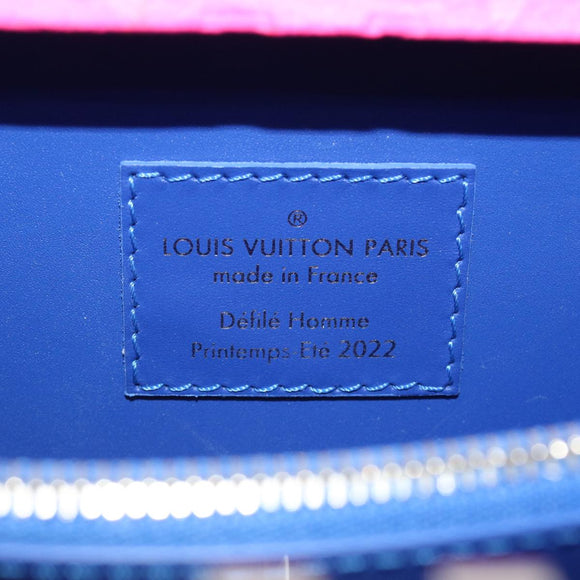 ®
LOUIS VUITTON PARIS
made in France
Défilé Homme
Printemps Eté 2022